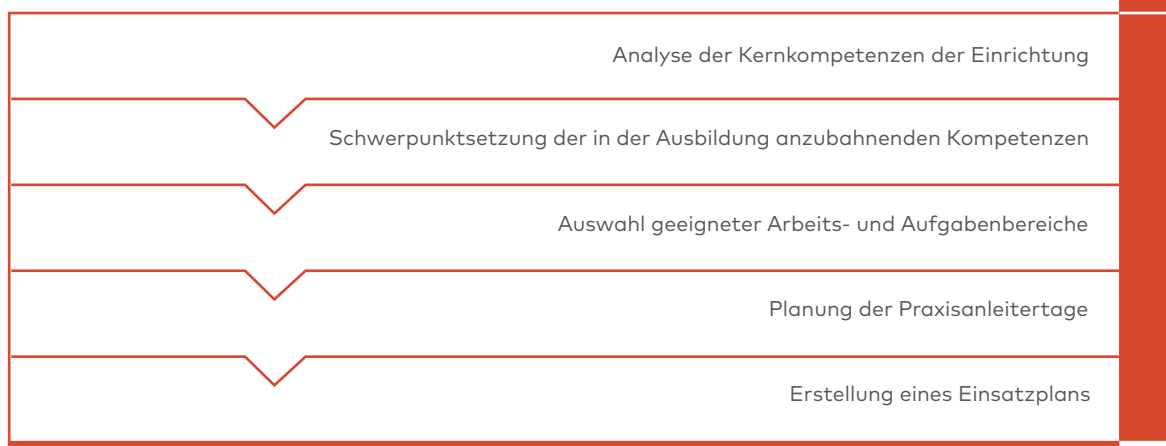 Analyse der Kernkompetenzen der Einrichtung
Schwerpunktsetzung der in der Ausbildung anzubahnenden Kompetenzen
Auswahl geeigneter Arbeits- und Aufgabenbereiche
Planung der Praxisanleitertage
Erstellung eines Einsatzplans